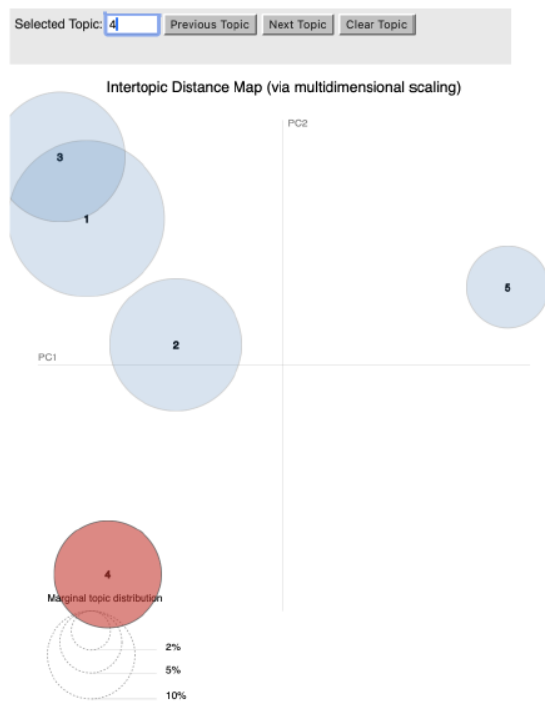 Selected Topic: 4 Previous Topic Next Topic Clear Topic
Intertopic Distance Map (via multidimensional scaling)
PC2
3
1
5
2
PC1
4
Marginal topic distribution
2%
5%
10%